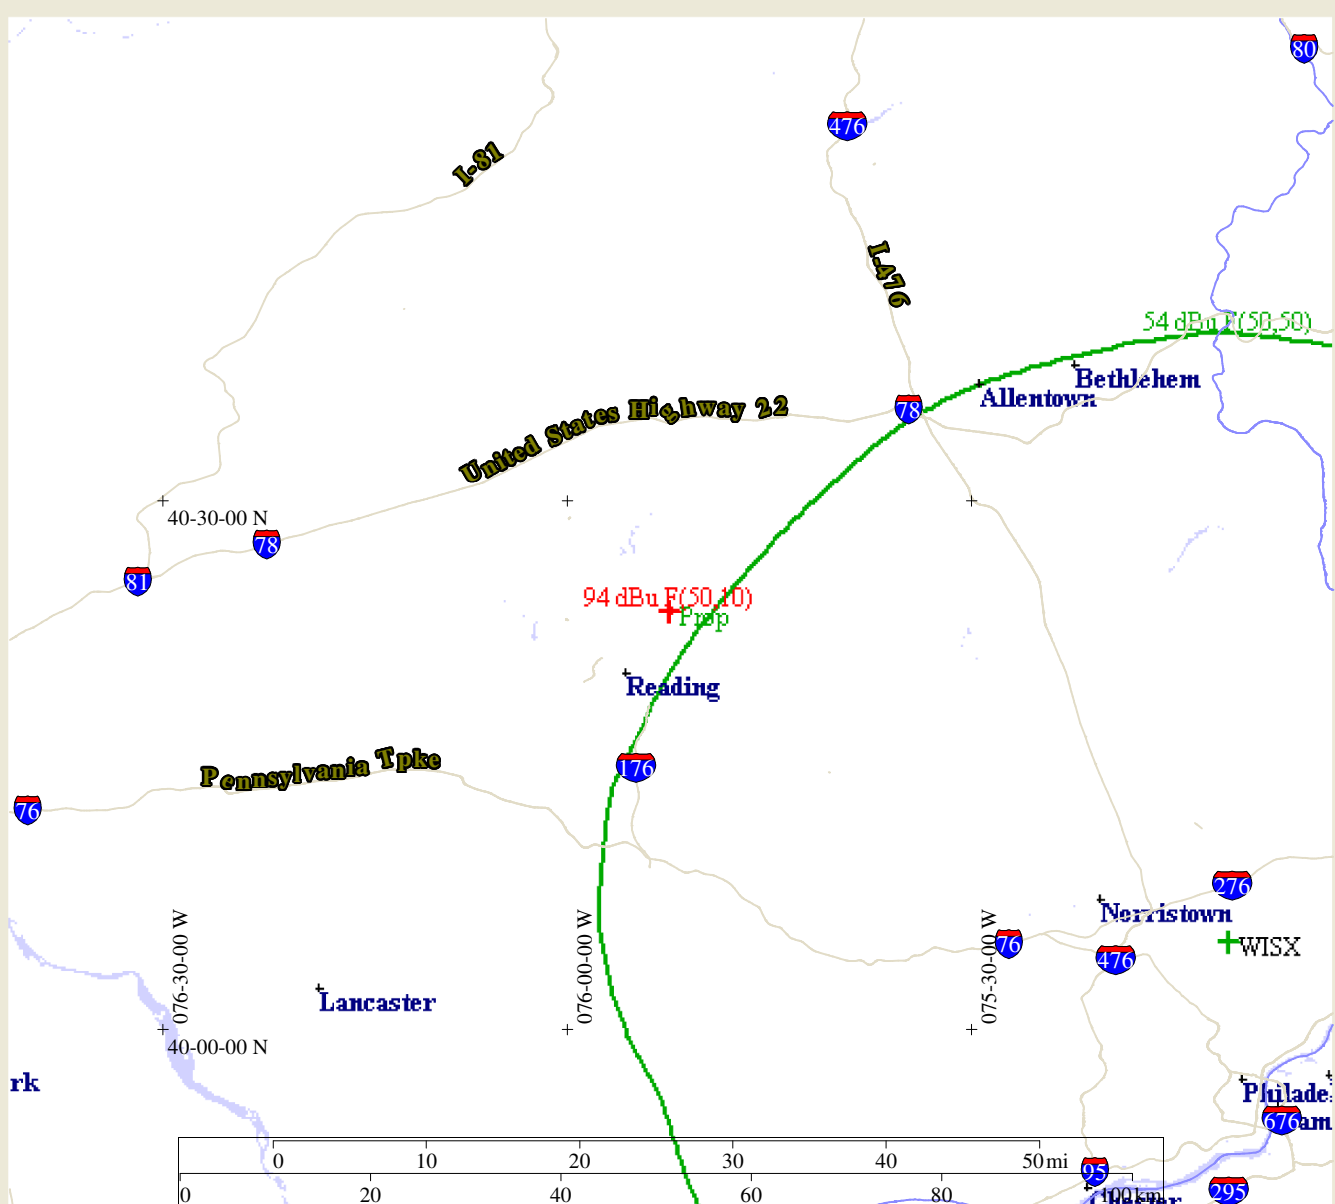 80
476
I-81
I-476
54 dBu F(50,50)
Bethlehem
Allentown
78
United States Highway 22
40-30-00 N
78
81
94 dBu F(50,10)
Prop
Reading
176
Pennsylvania Tpke
76
276
Norristown
76
476
WISX
076-30-00 W
076-00-00 W
075-30-00 W
Lancaster
40-00-00 N
rk
Philade
676
am
0 10 20 30 40 50 mi
95
295
Chester
0 20 40 60 80 100 km